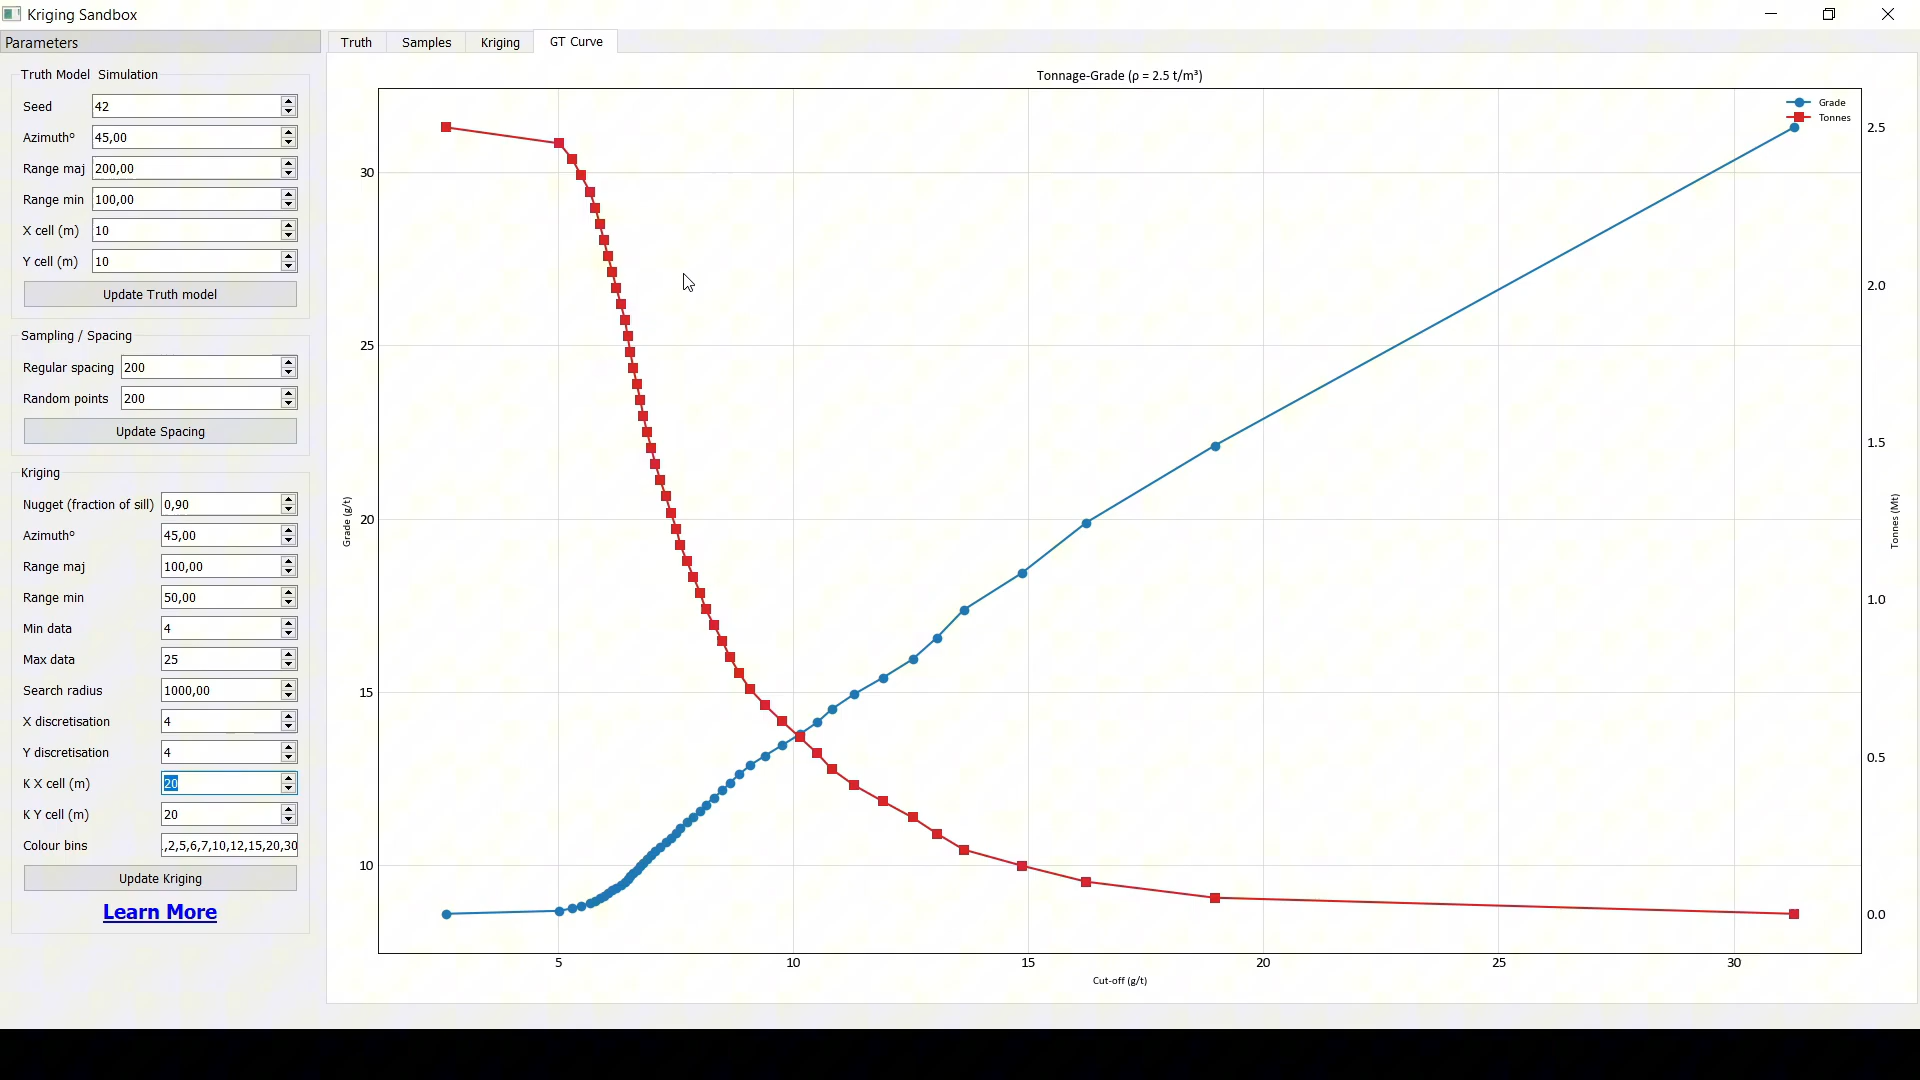 Kriging Sandbox
Parameters
Truth Model Simulation
Seed 42
Azimuth° 45,00
Range maj 200,00
Range min 100,00
X cell (m) 10
Y cell (m) 10
Update Truth model
Sampling / Spacing
Regular spacing 200
Random points 200
Update Spacing
Kriging
Nugget (fraction of sill) 0,90
Azimuth° 45,00
Range maj 100,00
Range min 50,00
Min data 4
Max data 25
Search radius 1000,00
X discretisation 4
Y discretisation 4
K X cell (m) 20
K Y cell (m) 20
Colour bins ,2,5,6,7,10,12,15,20,30
Update Kriging
Learn More
Truth Samples Kriging GT Curve
Tonnage-Grade (ρ = 2.5 t/m³)
Grade
Tonnes
30
25
20
15
10
Grade (g/t)
2.5
2.0
1.5
1.0
0.5
0.0
Tonnes (Mt)
5 10 15 20 25 30
Cut-off (g/t)